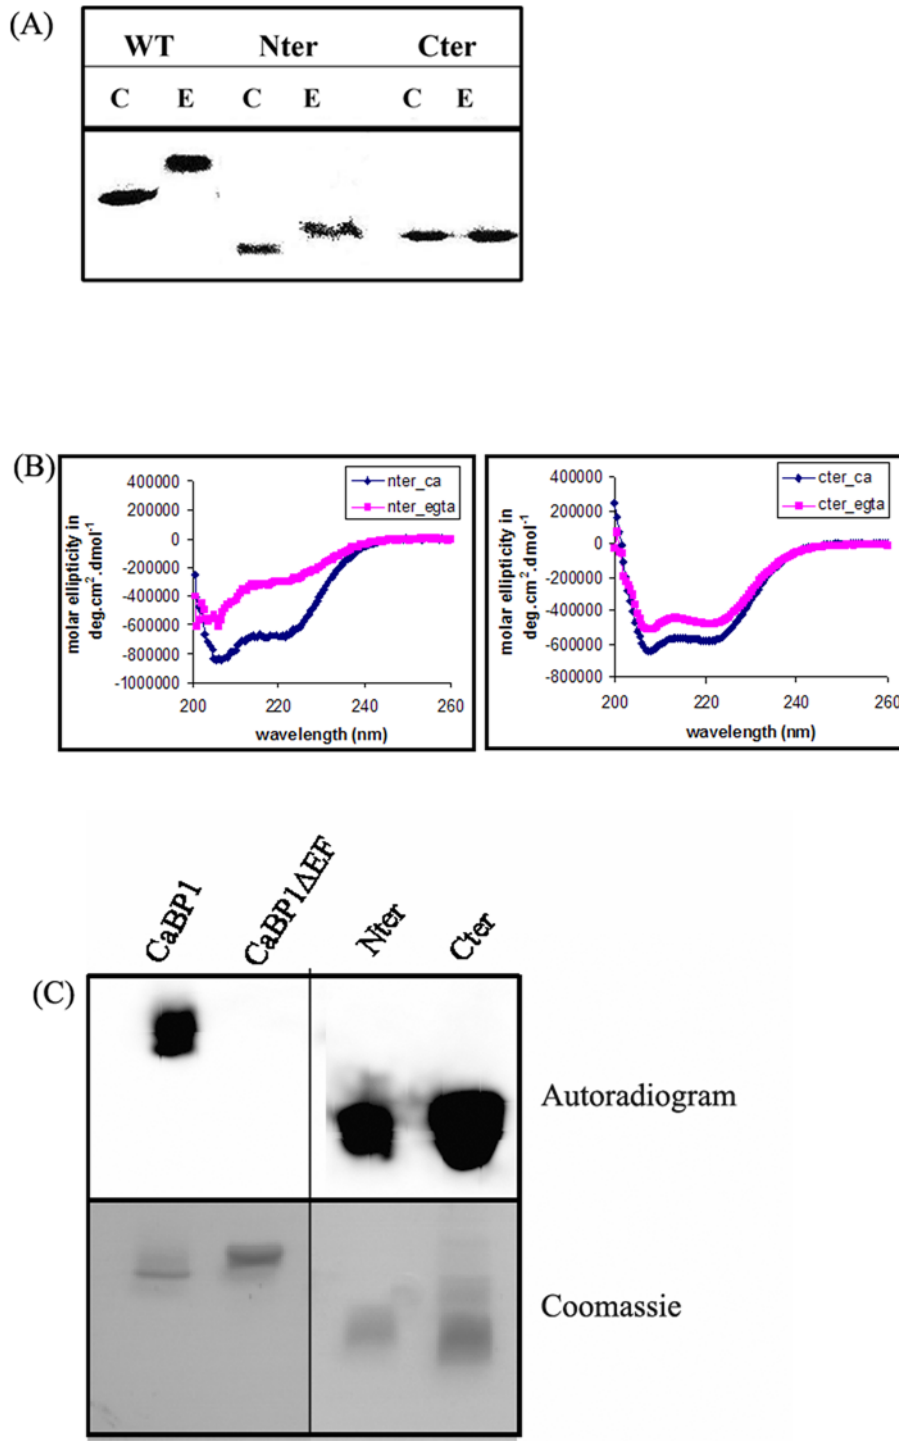 (A)
WT Nter Cter
C E C E C E
(B)
molar ellipticity in
deg.cm².dmol⁻¹
400000
200000
0
-200000
-400000
-600000
-800000
-1000000
200 220 240 260
wavelength (nm)
nter_ca
nter_egta
molar ellipticity in
deg.cm².dmol⁻¹
400000
200000
0
-200000
-400000
-600000
-800000
200 220 240 260
wavelength (nm)
cter_ca
cter_egta
CaBP1 CaBP1ΔEF Nter Cter
(C)
Autoradiogram
Coomassie